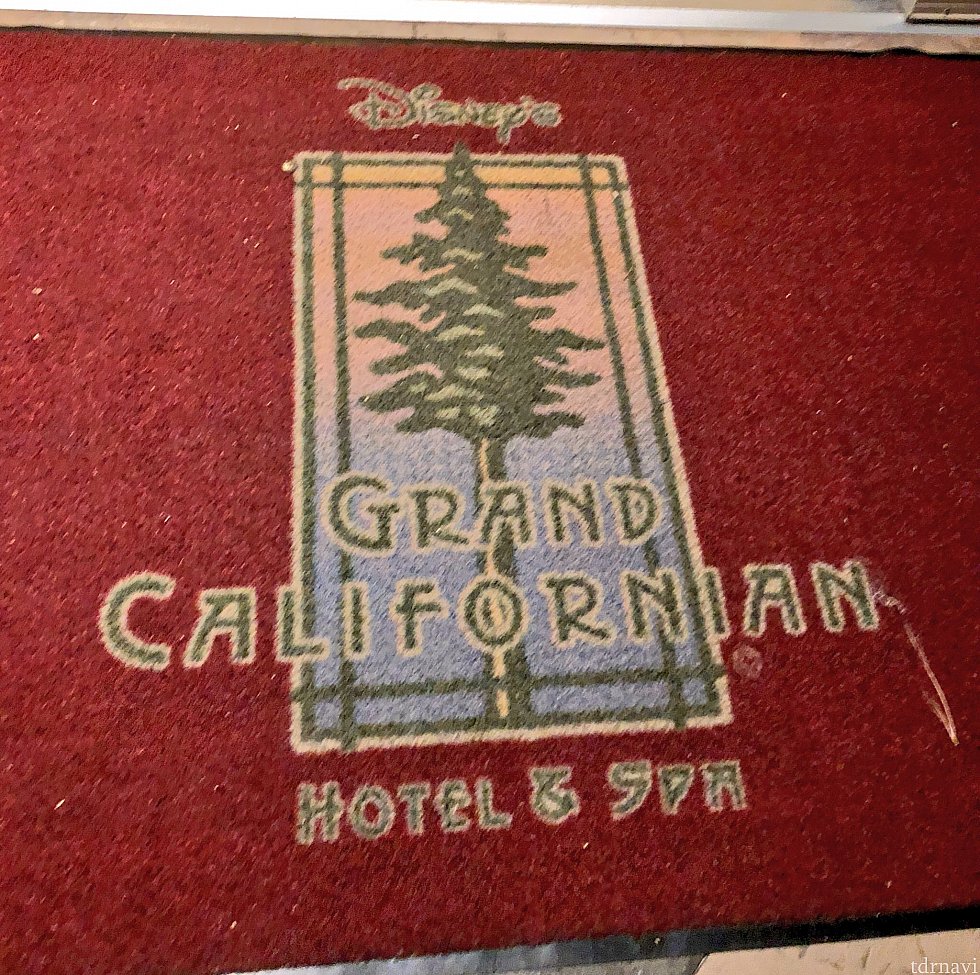 Disney's
GRAND
CALIFORNIAN
®
HOTEL & SPA
tdrnavi